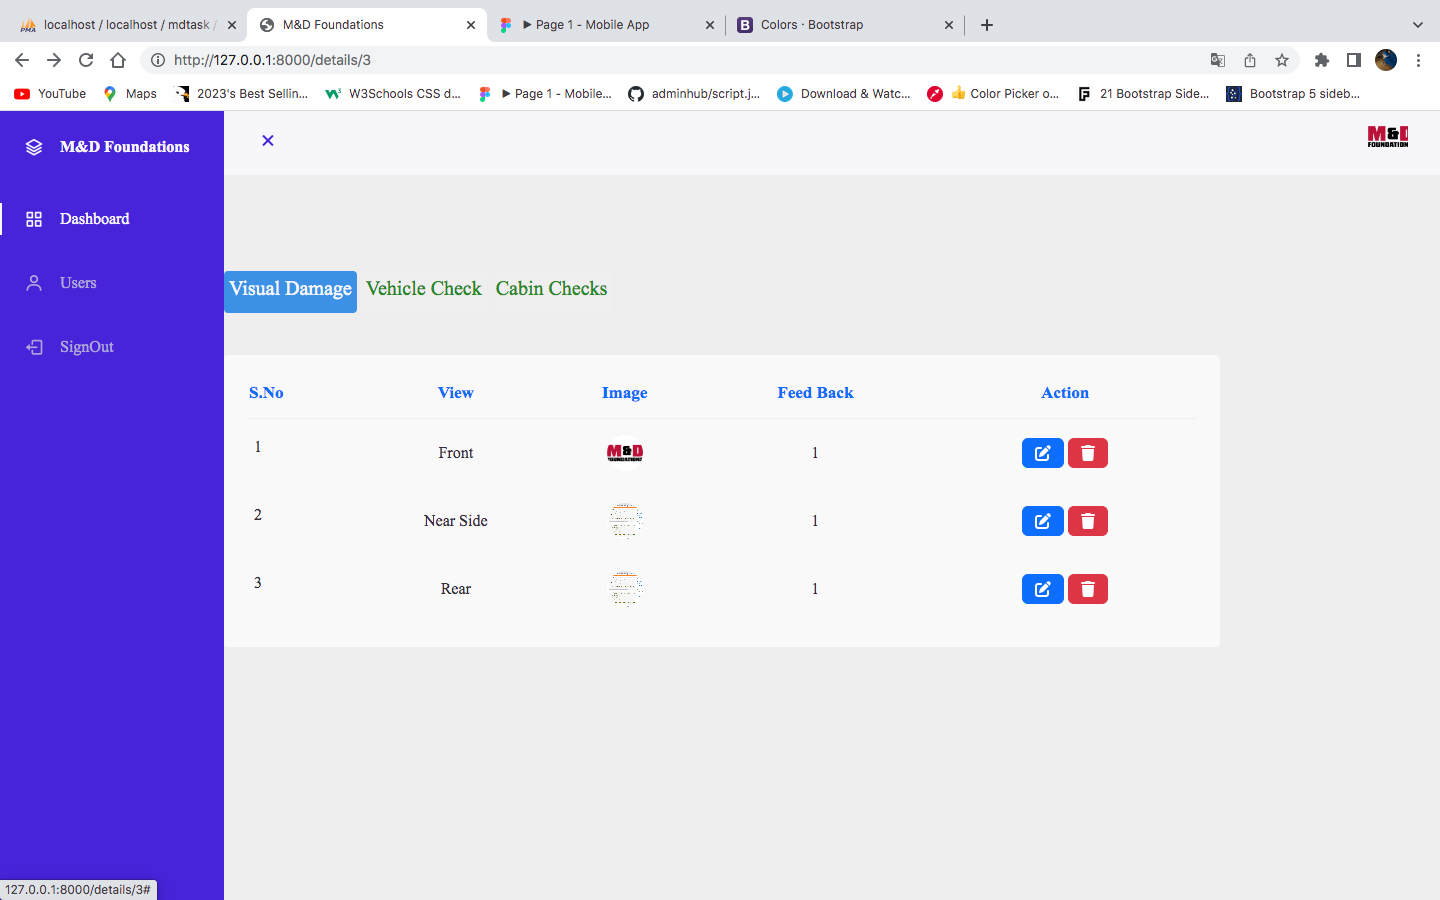 localhost / localhost / mdtask /
M&D Foundations
Page 1 - Mobile App
Colors · Bootstrap
http://127.0.0.1:8000/details/3
YouTube
Maps
2023's Best Sellin...
W3Schools CSS d...
Page 1 - Mobile...
adminhub/script.j...
Download & Watc...
Color Picker o...
21 Bootstrap Side...
Bootstrap 5 sideb...
M&D Foundations
M&D
FOUNDATION
Dashboard
Users
SignOut
Visual Damage Vehicle Check Cabin Checks
S.No View Image Feed Back Action
1 Front M&D FOUNDATIONS 1
2 Near Side 1
3 Rear 1
127.0.0.1:8000/details/3#